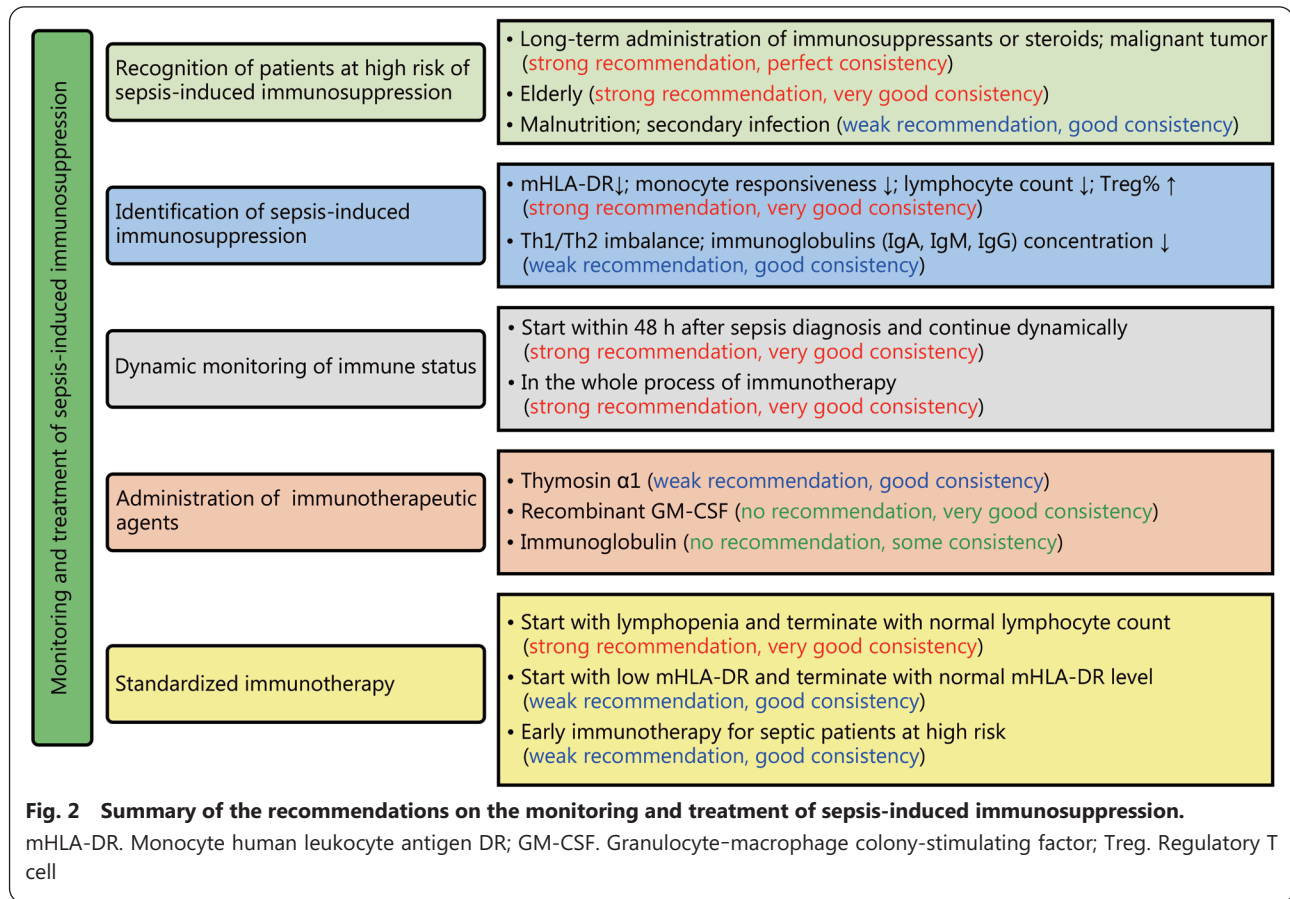 Monitoring and treatment of sepsis-induced immunosuppression
Recognition of patients at high risk of
sepsis-induced immunosuppression
• Long-term administration of immunosuppressants or steroids; malignant tumor
(strong recommendation, perfect consistency)
• Elderly (strong recommendation, very good consistency)
• Malnutrition; secondary infection (weak recommendation, good consistency)
Identification of sepsis-induced
immunosuppression
• mHLA-DR↓; monocyte responsiveness ↓; lymphocyte count ↓; Treg% ↑
(strong recommendation, very good consistency)
• Th1/Th2 imbalance; immunoglobulins (IgA, IgM, IgG) concentration ↓
(weak recommendation, good consistency)
Dynamic monitoring of immune status
• Start within 48 h after sepsis diagnosis and continue dynamically
(strong recommendation, very good consistency)
• In the whole process of immunotherapy
(strong recommendation, very good consistency)
Administration of immunotherapeutic
agents
• Thymosin α1 (weak recommendation, good consistency)
• Recombinant GM-CSF (no recommendation, very good consistency)
• Immunoglobulin (no recommendation, some consistency)
Standardized immunotherapy
• Start with lymphopenia and terminate with normal lymphocyte count
(strong recommendation, very good consistency)
• Start with low mHLA-DR and terminate with normal mHLA-DR level
(weak recommendation, good consistency)
• Early immunotherapy for septic patients at high risk
(weak recommendation, good consistency)
Fig. 2 Summary of the recommendations on the monitoring and treatment of sepsis-induced immunosuppression.
mHLA-DR. Monocyte human leukocyte antigen DR; GM-CSF. Granulocyte-macrophage colony-stimulating factor; Treg. Regulatory T
cell